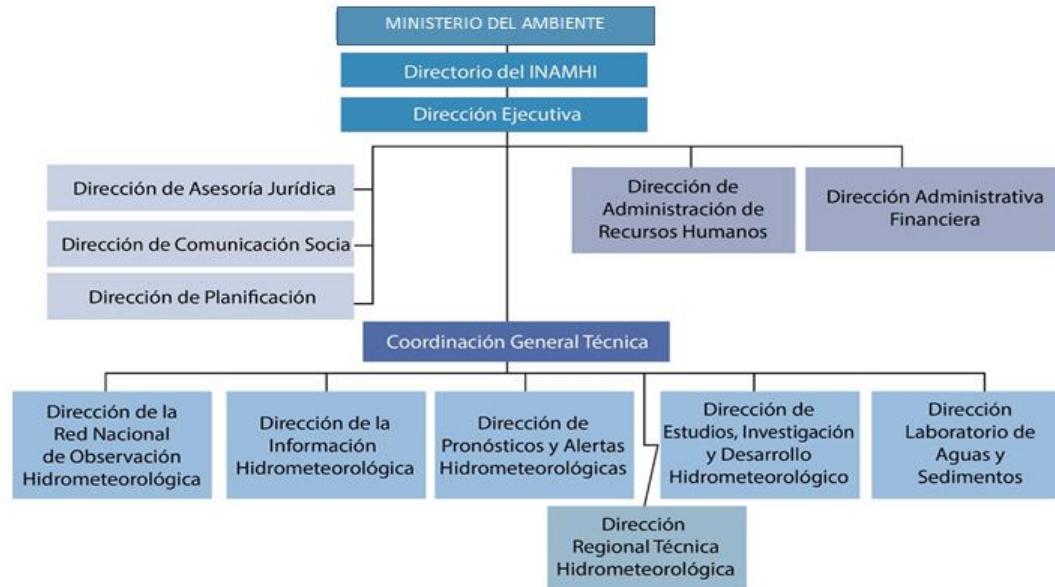 MINISTERIO DEL AMBIENTE
Directorio del INAMHI
Dirección Ejecutiva
Dirección de Asesoría Jurídica
Dirección de Comunicación Socia
Dirección de Planificación
Dirección de
Administración de
Recursos Humanos
Dirección Administrativa
Financiera
Coordinación General Técnica
Dirección de la
Red Nacional
de Observación
Hidrometeorológica
Dirección de la
Información
Hidrometeorológica
Dirección de
Pronósticos y Alertas
Hidrometeorológicas
Dirección de
Estudios, Investigación
y Desarrollo
Hidrometeorológico
Dirección
Laboratorio de
Aguas y
Sedimentos
Dirección
Regional Técnica
Hidrometeorológica